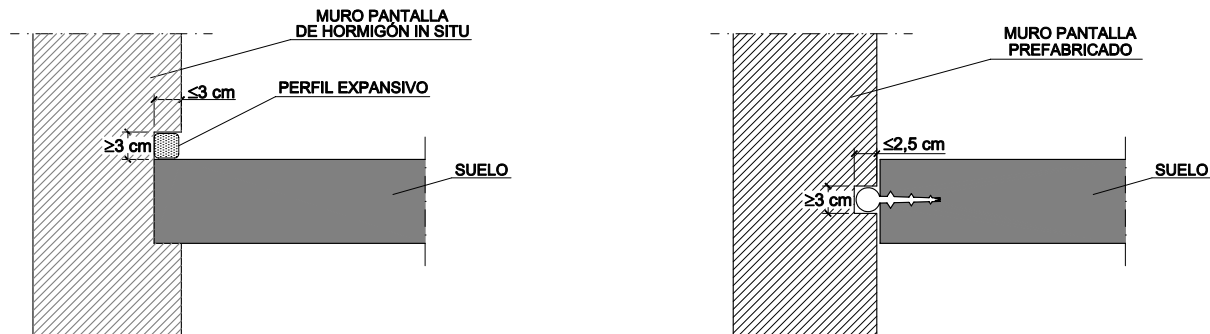 MURO PANTALLA
DE HORMIGÓN IN SITU
≤3 cm
PERFIL EXPANSIVO
≥3 cm
SUELO
MURO PANTALLA
PREFABRICADO
≤2,5 cm
≥3 cm
SUELO